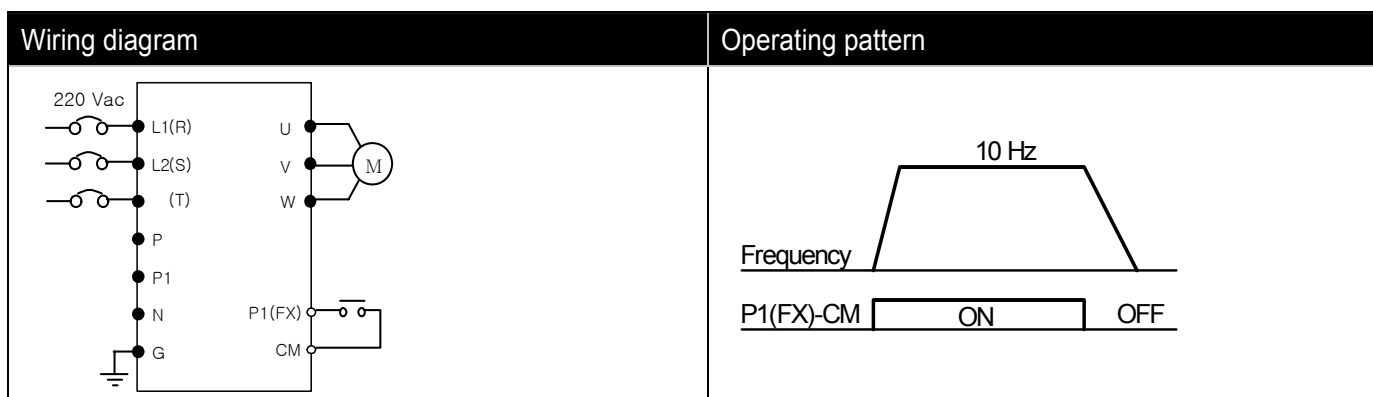 Wiring diagram
Operating pattern
220 Vac
L1(R)
U
L2(S)
V
M
(T)
W
P
P1
N
P1(FX)
G
CM
10 Hz
Frequency
P1(FX)-CM
ON
OFF